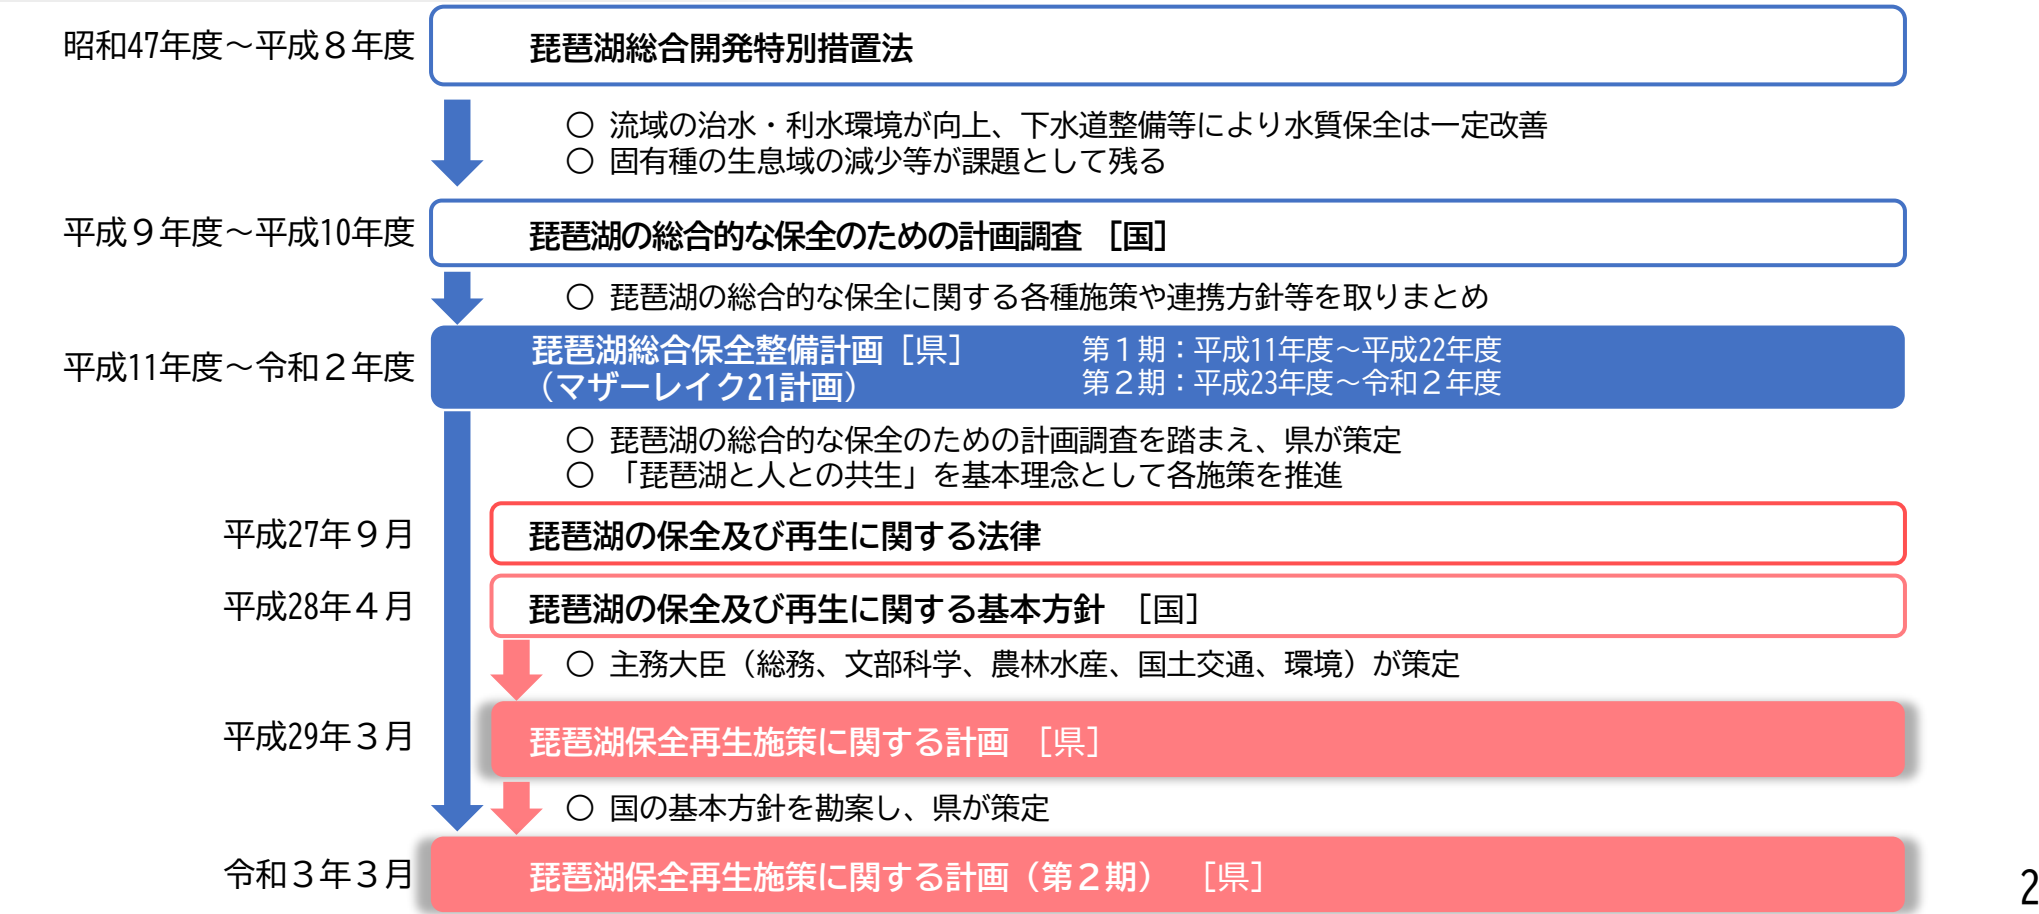 昭和47年度～平成８年度　琵琶湖総合開発特別措置法
○ 流域の治水・利水環境が向上、下水道整備等により水質保全は一定改善
○ 固有種の生息域の減少等が課題として残る
平成９年度～平成10年度　琵琶湖の総合的な保全のための計画調査 ［国］
○ 琵琶湖の総合的な保全に関する各種施策や連携方針等を取りまとめ
平成11年度～令和２年度
琵琶湖総合保全整備計画［県］
（マザーレイク21計画）
第１期：平成11年度～平成22年度
第２期：平成23年度～令和２年度
○ 琵琶湖の総合的な保全のための計画調査を踏まえ、県が策定
○ 「琵琶湖と人との共生」を基本理念として各施策を推進
平成27年９月　琵琶湖の保全及び再生に関する法律
平成28年４月　琵琶湖の保全及び再生に関する基本方針 ［国］
○ 主務大臣（総務、文部科学、農林水産、国土交通、環境）が策定
平成29年３月　琵琶湖保全再生施策に関する計画 ［県］
○ 国の基本方針を勘案し、県が策定
令和３年３月　琵琶湖保全再生施策に関する計画（第２期） ［県］
2